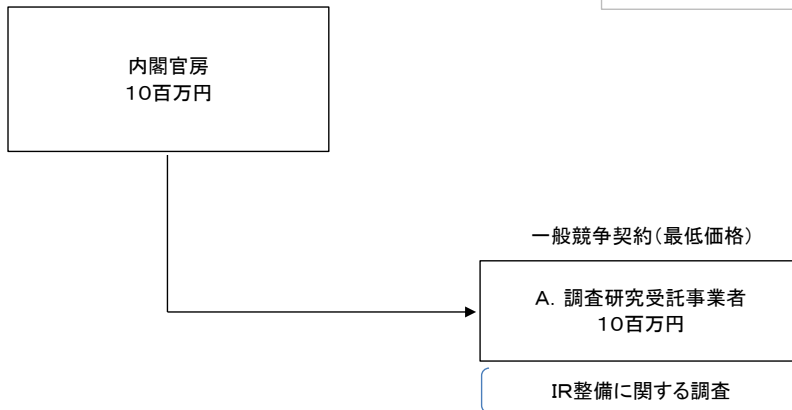 内閣官房
10百万円
一般競争契約(最低価格)
A. 調査研究受託事業者
10百万円
IR整備に関する調査